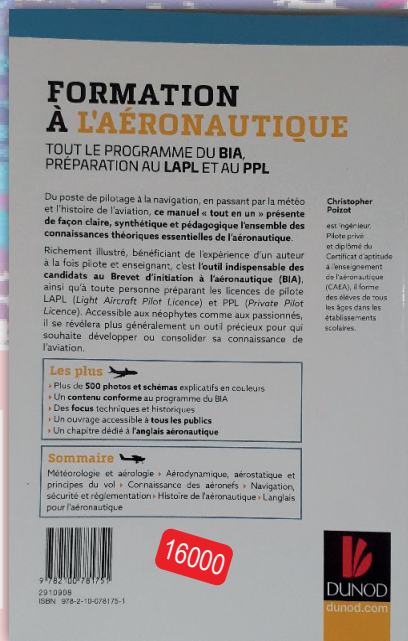 FORMATION
À L'AÉRONAUTIQUE
TOUT LE PROGRAMME DU BIA,
PRÉPARATION AU LAPL ET AU PPL
Du poste de pilotage à la navigation, en passant par la météo
et l'histoire de l'aviation, ce manuel « tout en un » présente
de façon claire, synthétique et pédagogique l'ensemble des
connaissances théoriques essentielles de l'aéronautique.
Richement illustré, bénéficiant de l'expérience d'un auteur
à la fois pilote et enseignant, c'est l'outil indispensable des
candidats au Brevet d'initiation à l'aéronautique (BIA),
ainsi qu'à toute personne préparant les licences de pilote
LAPL (Light Aircraft Pilot Licence) et PPL (Private Pilot
Licence). Accessible aux néophytes comme aux passionnés,
il se révélera plus généralement un outil précieux pour qui
souhaite développer ou consolider sa connaissance de
l'aviation.
Christopher
Poizot
est ingénieur,
Pilote privé
et diplômé du
Certificat d'aptitude
à l'enseignement
de l'aéronautique
(CAEA), il forme
des élèves de tous
les âges dans les
établissements
scolaires.
Les plus
› Plus de 500 photos et schémas explicatifs en couleurs
› Un contenu conforme au programme du BIA
› Des focus techniques et historiques
› Un ouvrage accessible à tous les publics
› Un chapitre dédié à l'anglais aéronautique
Sommaire
Météorologie et aérologie › Aérodynamique, aérostatique et
principes du vol › Connaissance des aéronefs › Navigation,
sécurité et réglementation › Histoire de l'aéronautique › L'anglais
pour l'aéronautique
16000
9 782100 781751
2910908
ISBN 978-2-10-078175-1
DUNOD
dunod.com